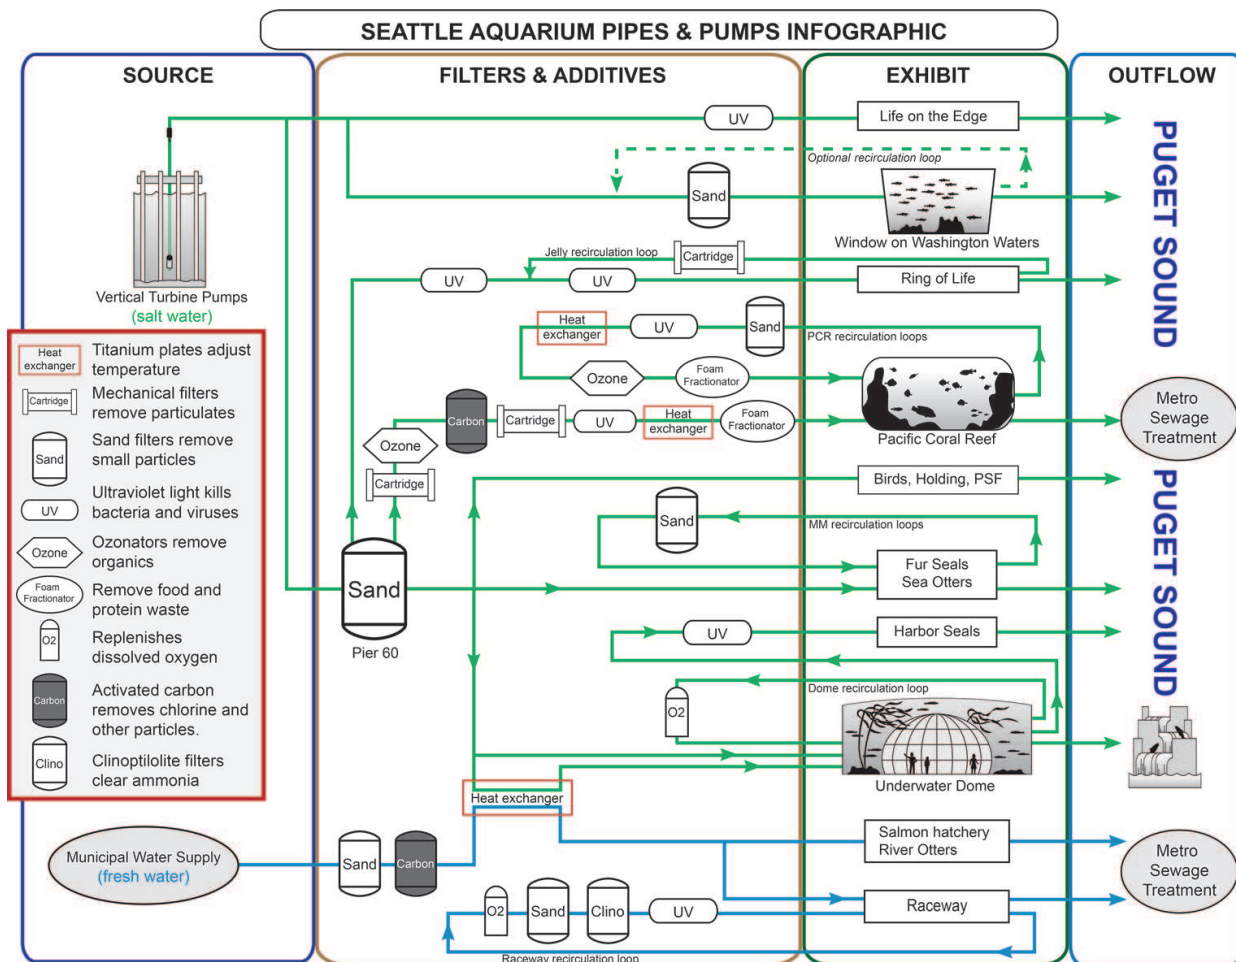 SEATTLE AQUARIUM PIPES & PUMPS INFOGRAPHIC
SOURCE
FILTERS & ADDITIVES
EXHIBIT
OUTFLOW
UV
Life on the Edge
Optional recirculation loop
Sand
Window on Washington Waters
Vertical Turbine Pumps
(salt water)
Jelly recirculation loop
Cartridge
UV
UV
Ring of Life
PUGET SOUND
Heat
exchanger
UV
Sand
PCR recirculation loops
Ozone
Foam
Fractionator
Carbon
Cartridge
UV
Heat
exchanger
Foam
Fractionator
Pacific Coral Reef
Metro
Sewage
Treatment
Ozone
Cartridge
Birds, Holding, PSF
Sand
MM recirculation loops
Fur Seals
Sea Otters
Sand
Pier 60
UV
Harbor Seals
PUGET SOUND
Dome recirculation loop
O2
Underwater Dome
Heat exchanger
Heat
exchanger
Titanium plates adjust
temperature
Cartridge
Mechanical filters
remove particulates
Sand
Sand filters remove
small particles
UV
Ultraviolet light kills
bacteria and viruses
Ozone
Ozonators remove
organics
Foam
Fractionator
Remove food and
protein waste
O2
Replenishes
dissolved oxygen
Carbon
Activated carbon
removes chlorine and
other particles.
Clino
Clinoptilolite filters
clear ammonia
Municipal Water Supply
(fresh water)
Sand
Carbon
Salmon hatchery
River Otters
Metro
Sewage
Treatment
O2
Sand
Clino
UV
Raceway
Raceway recirculation loop